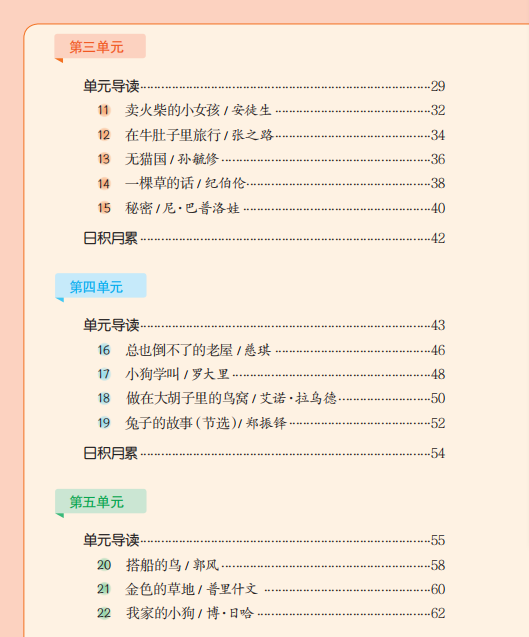 第三单元
单元导读 29
11 卖火柴的小女孩 / 安徒生 32
12 在牛肚子里旅行 / 张之路 34
13 无猫国 / 孙毓修 36
14 一棵草的话 / 纪伯伦 38
15 秘密 / 尼·巴普洛娃 40
日积月累 42
第四单元
单元导读 43
16 总也倒不了的老屋 / 慈琪 46
17 小狗学叫 / 罗大里 48
18 做在大胡子里的鸟窝 / 艾诺·拉乌德 50
19 兔子的故事（节选）/ 郑振铎 52
日积月累 54
第五单元
单元导读 55
20 搭船的鸟 / 郭风 58
21 金色的草地 / 普里什文 60
22 我家的小狗 / 博·日哈 62